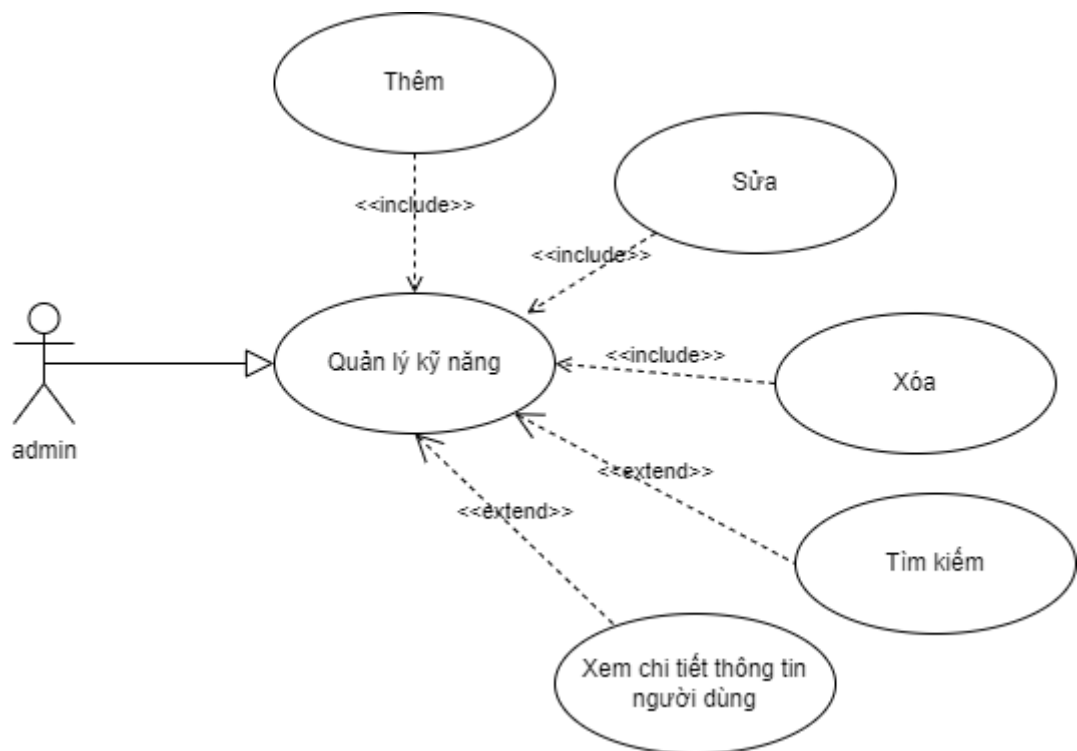 Thêm
<<include>>
Sửa
<<include>>
<<include>>
Quản lý kỹ năng
Xóa
admin
<<extend>>
<<extend>>
Tìm kiếm
Xem chi tiết thông tin
người dùng